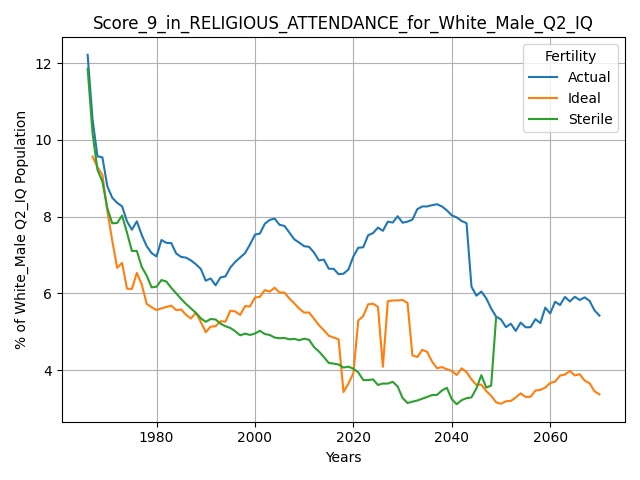 Score_9_in_RELIGIOUS_ATTENDANCE_for_White_Male_Q2_IQ
Fertility
Actual
Ideal
Sterile
% of White_Male Q2_IQ Population
12
10
8
6
4
1980
2000
2020
2040
2060
Years